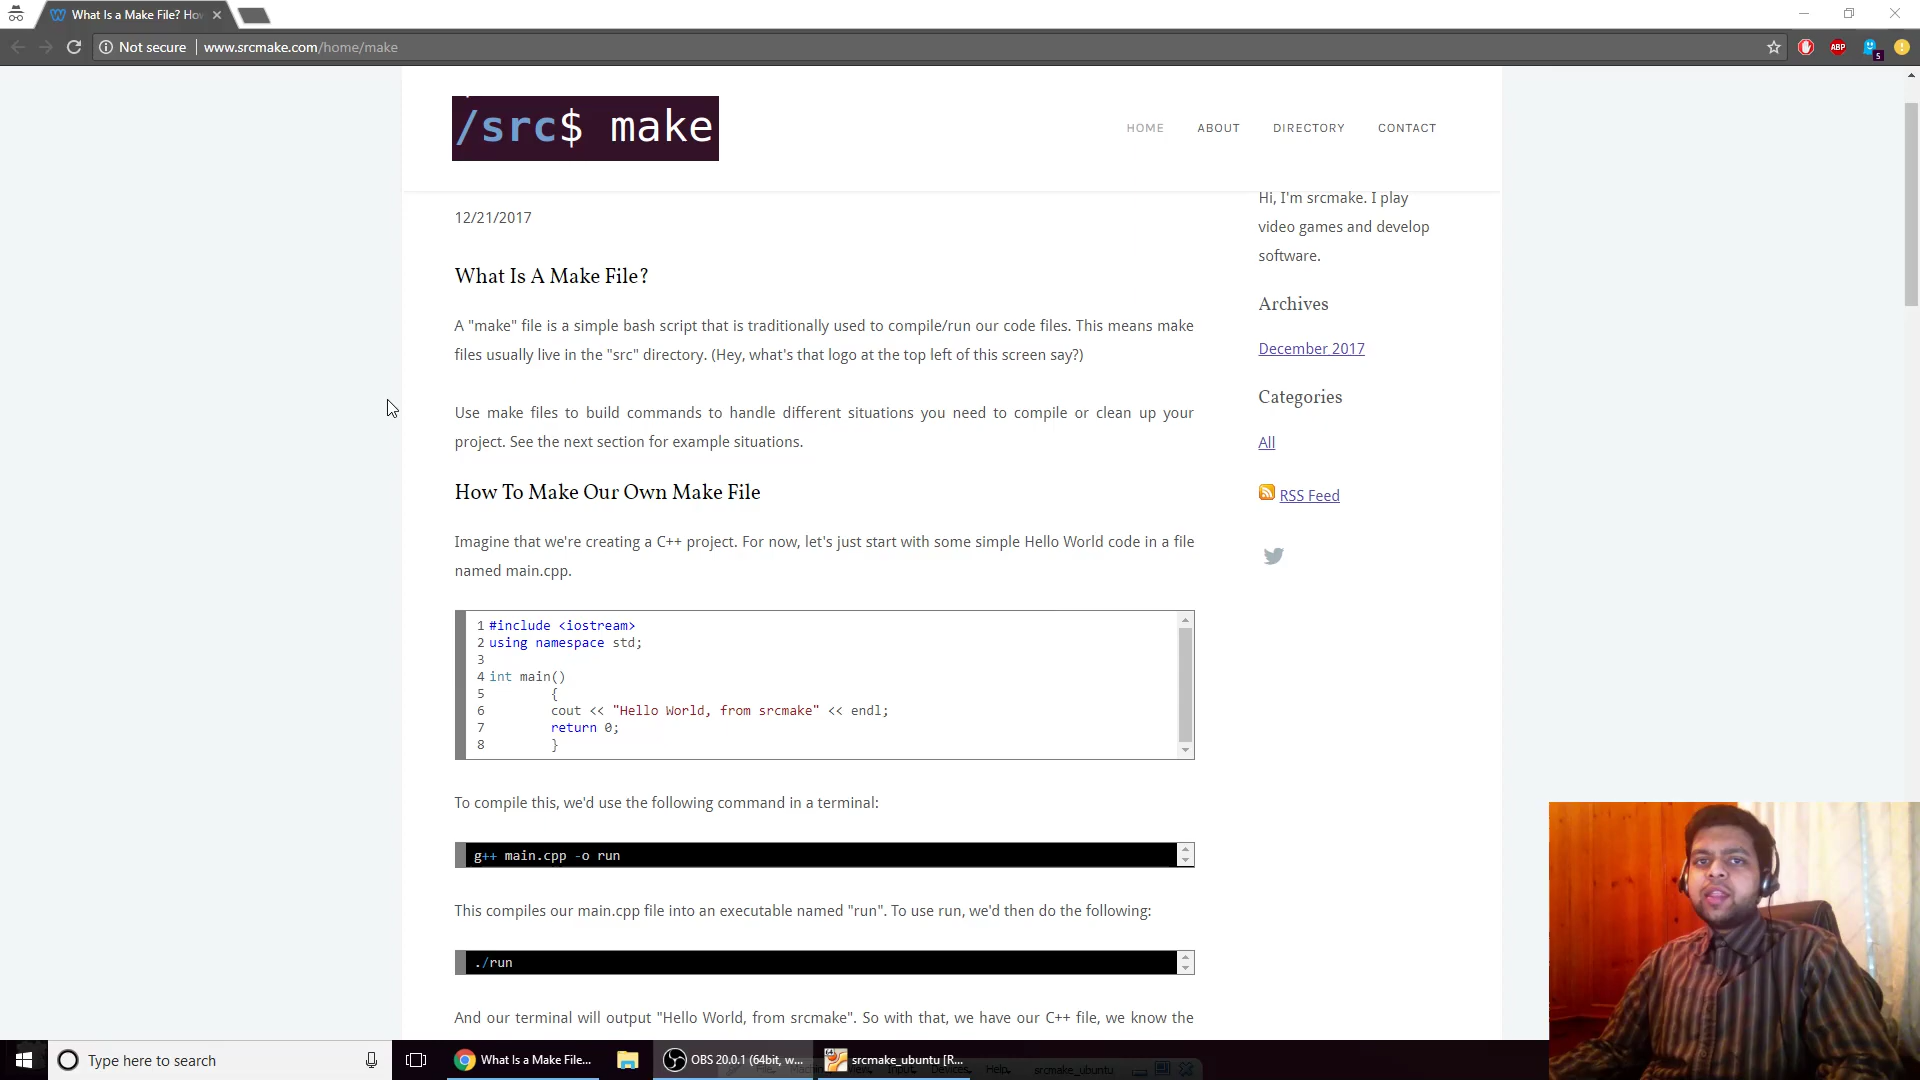 What Is a Make File? Ho
Not secure www.srcmake.com/home/make
ABP
5
/src$ make
HOME ABOUT DIRECTORY CONTACT
12/21/2017
What Is A Make File?
A "make" file is a simple bash script that is traditionally used to compile/run our code files. This means make
files usually live in the "src" directory. (Hey, what's that logo at the top left of this screen say?)
Use make files to build commands to handle different situations you need to compile or clean up your
project. See the next section for example situations.
How To Make Our Own Make File
Imagine that we're creating a C++ project. For now, let's just start with some simple Hello World code in a file
named main.cpp.
1 #include <iostream>
2 using namespace std;
3
4 int main()
5 {
6 cout << "Hello World, from srcmake" << endl;
7 return 0;
8 }
To compile this, we'd use the following command in a terminal:
g++ main.cpp -o run
This compiles our main.cpp file into an executable named "run". To use run, we'd then do the following:
./run
And our terminal will output "Hello World, from srcmake". So with that, we have our C++ file, we know the
Hi, I'm srcmake. I play
video games and develop
software.
Archives
December 2017
Categories
All
RSS Feed
Type here to search
What Is a Make File...
OBS 20.0.1 (64bit, w...
srcmake_ubuntu [R...
File Machine View Input Devices Help srcmake_ubuntu